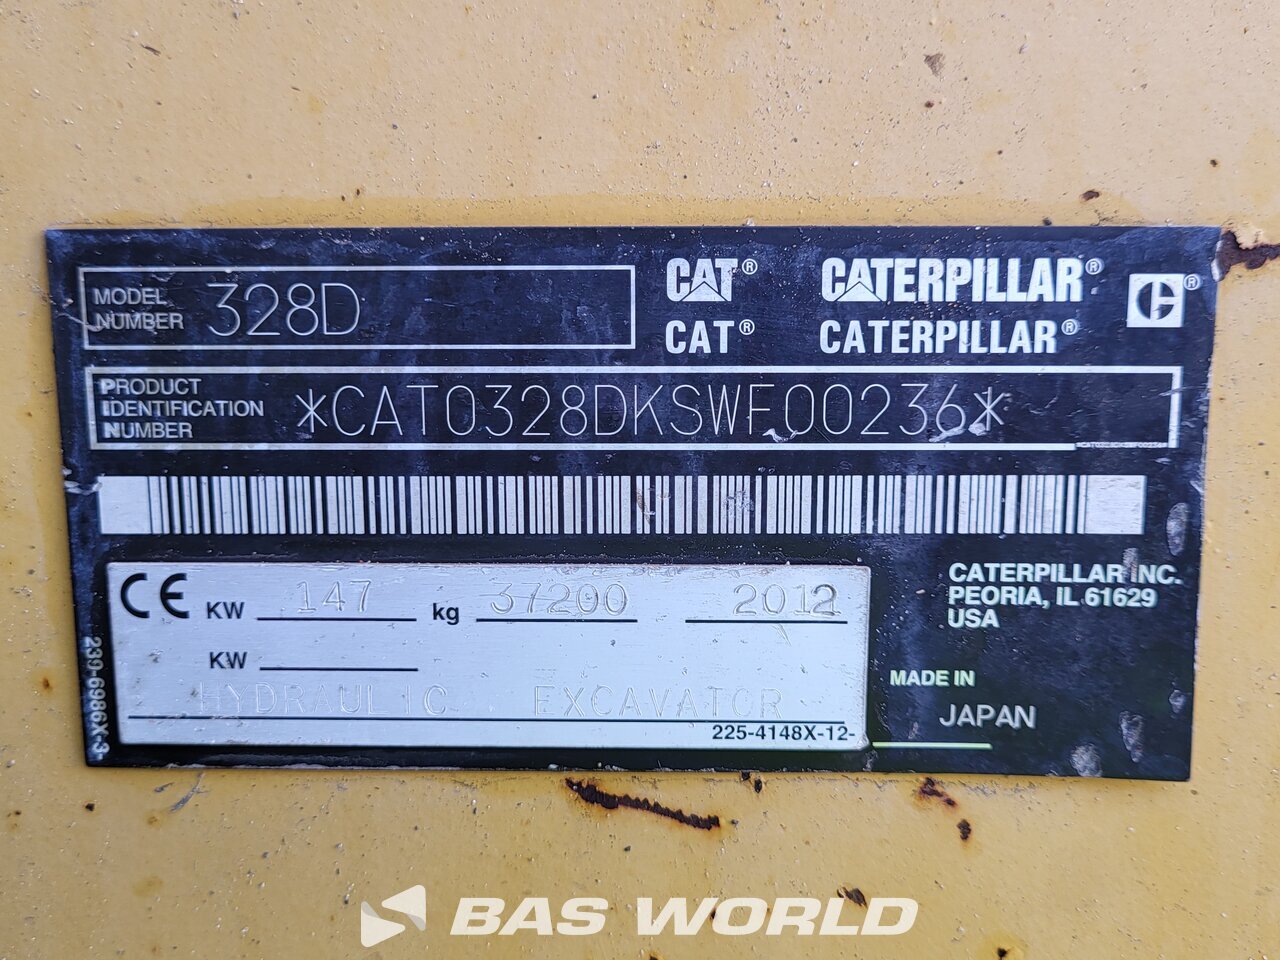 MODEL
NUMBER 328D
CAT® CATERPILLAR®
CAT® CATERPILLAR®
PRODUCT
IDENTIFICATION
NUMBER
*CAT0328DKSWF00236*
CE KW 147 kg 37200 2012
KW
HYDRAULIC EXCAVATOR
225-4148X-12-
239-6986X-3-
CATERPILLAR INC.
PEORIA, IL 61629
USA
MADE IN
JAPAN
BAS WORLD